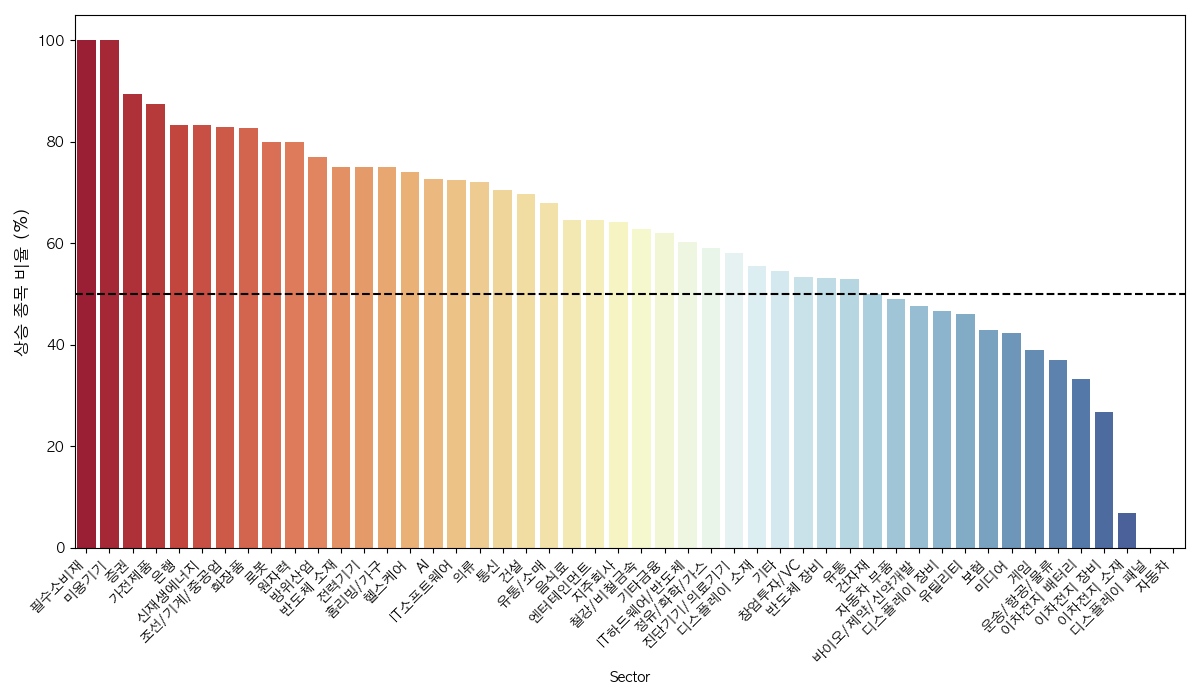 100
80
60
40
20
0
상승 종목 비율 (%)
필수소비재
미용기기
증권
가전제품
은행
신재생에너지
조선/기계/중공업
화장품
로봇
원자력
방위산업
반도체 소재
전력기기
홈리빙/가구
헬스케어
AI
IT소프트웨어
의류
통신
건설
유통/소매
음식료
엔터테인먼트
지주회사
철강/비철금속
기타금융
IT하드웨어/반도체
정유/화학/가스
진단기기/의료기기
디스플레이 소재
기타
창업투자/VC
반도체 장비
유통
건자재
자동차 부품
바이오/제약/신약개발
디스플레이 장비
유틸리티
보험
미디어
게임
운송/항공/물류
이차전지 배터리
이차전지 장비
이차전지 소재
디스플레이 패널
자동차
Sector